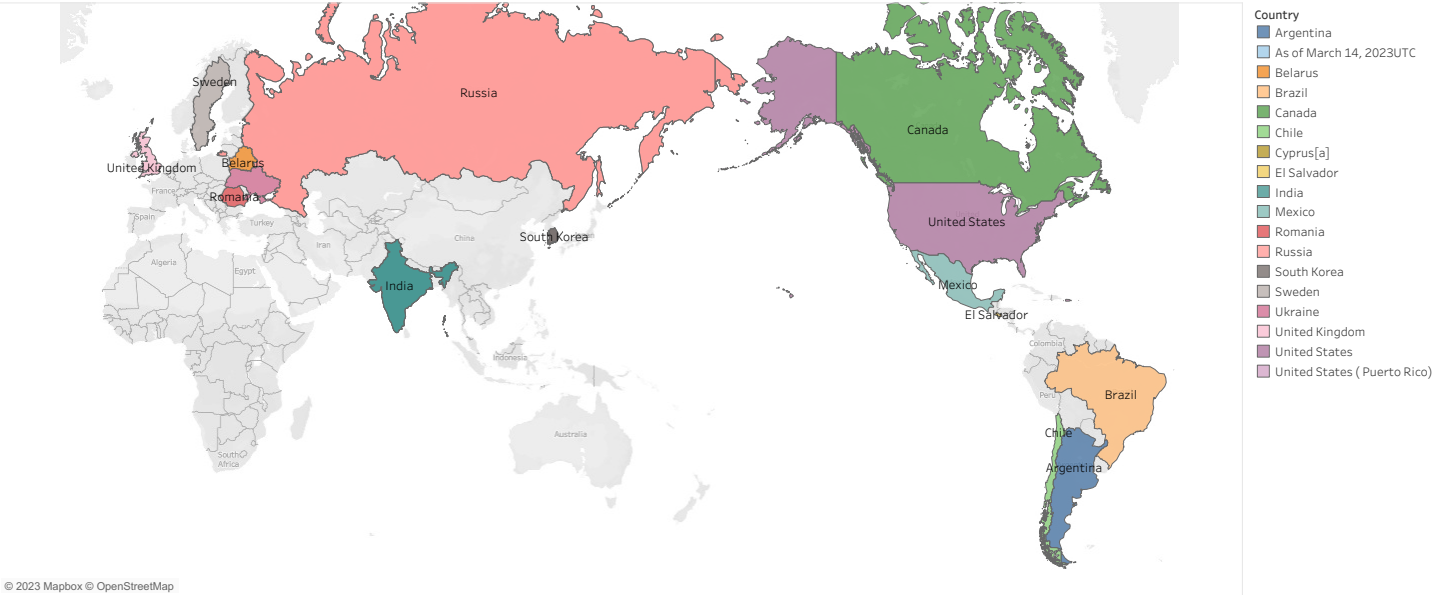 Sweden
Russia
Canada
United Kingdom
Belarus
France
Romania
Spain
Turkey
United States
South Korea
China
Iran
Algeria
Egypt
India
Mexico
El Salvador
Colombia
Indonesia
Peru
Brazil
Chile
Australia
South
Africa
Argentina
© 2023 Mapbox © OpenStreetMap
Country
Argentina
As of March 14, 2023UTC
Belarus
Brazil
Canada
Chile
Cyprus[a]
El Salvador
India
Mexico
Romania
Russia
South Korea
Sweden
Ukraine
United Kingdom
United States
United States ( Puerto Rico)